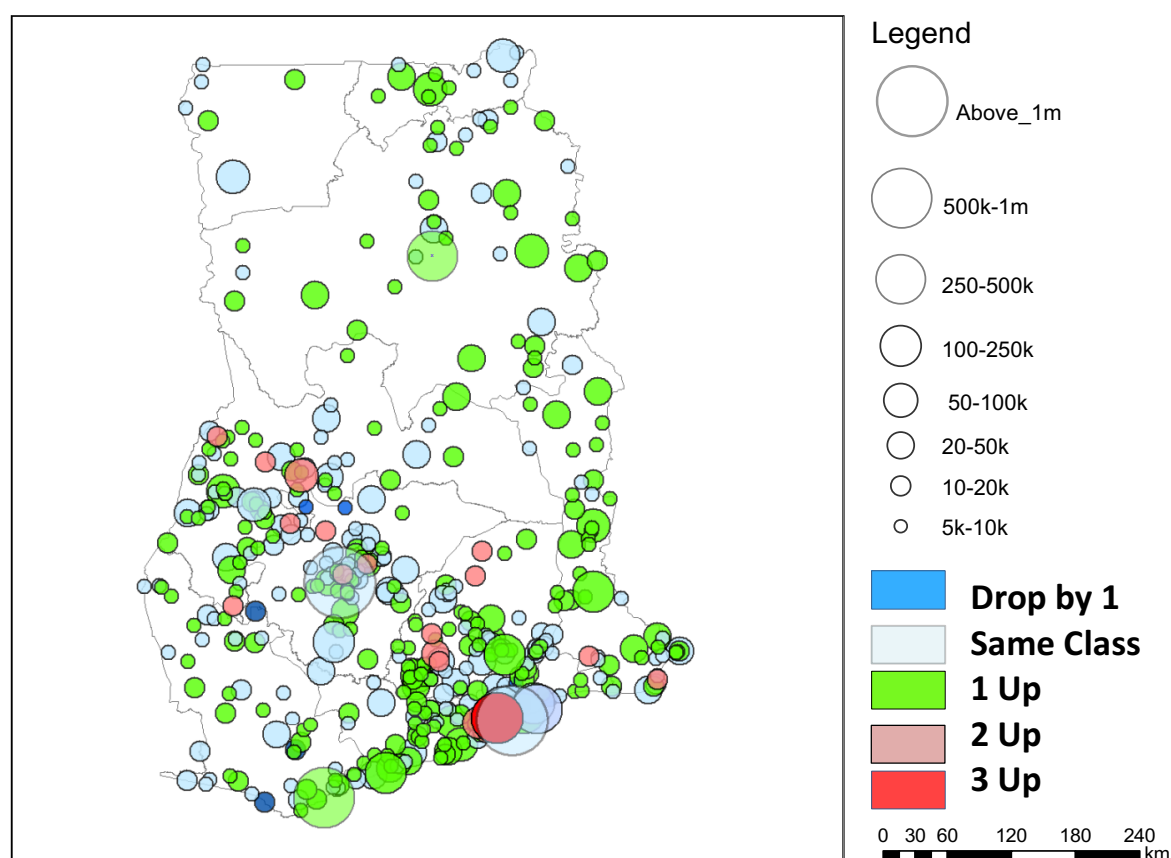 Legend
Above_1m
500k-1m
250-500k
100-250k
50-100k
20-50k
10-20k
5k-10k
Drop by 1
Same Class
1 Up
2 Up
3 Up
0 30 60 120 180 240
km